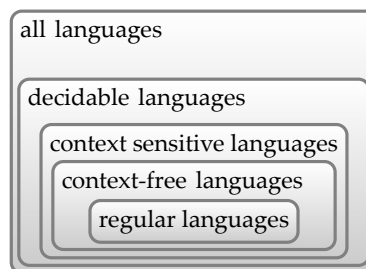 all languages
decidable languages
context sensitive languages
context-free languages
regular languages